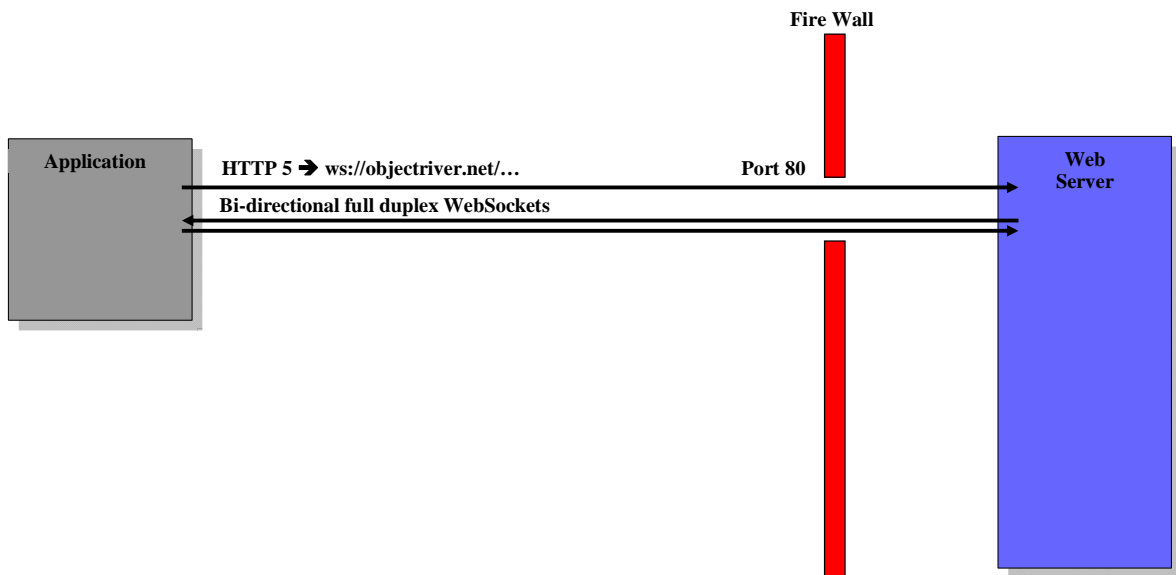 Fire Wall
Application
HTTP 5 → ws://objectriver.net/…
Port 80
Web
Server
Bi-directional full duplex WebSockets